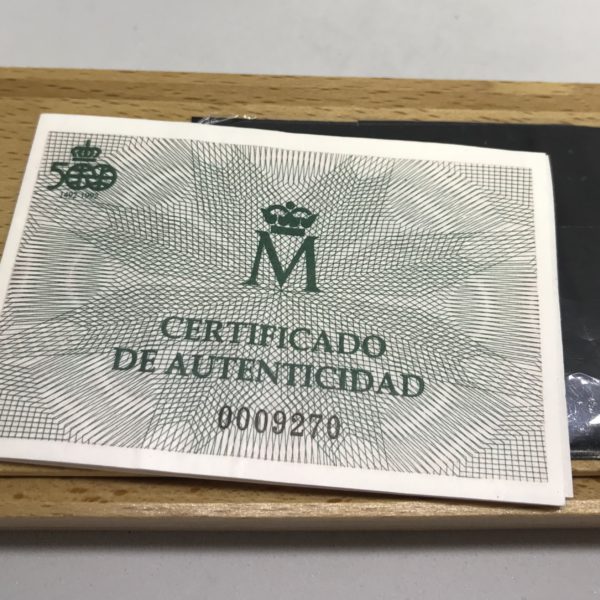 500
1492-1992
M
CERTIFICADO
DE AUTENTICIDAD
0009270